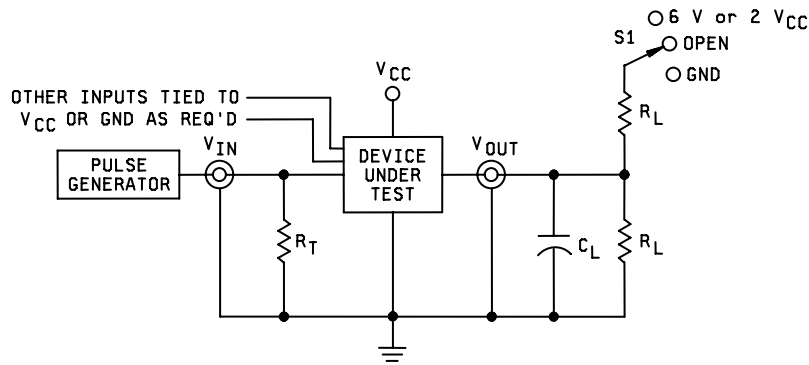 6 V or 2 VCC
S1
OPEN
GND
VCC
OTHER INPUTS TIED TO
VCC OR GND AS REQ'D
RL
VIN
VOUT
PULSE
GENERATOR
DEVICE
UNDER
TEST
RT
CL
RL